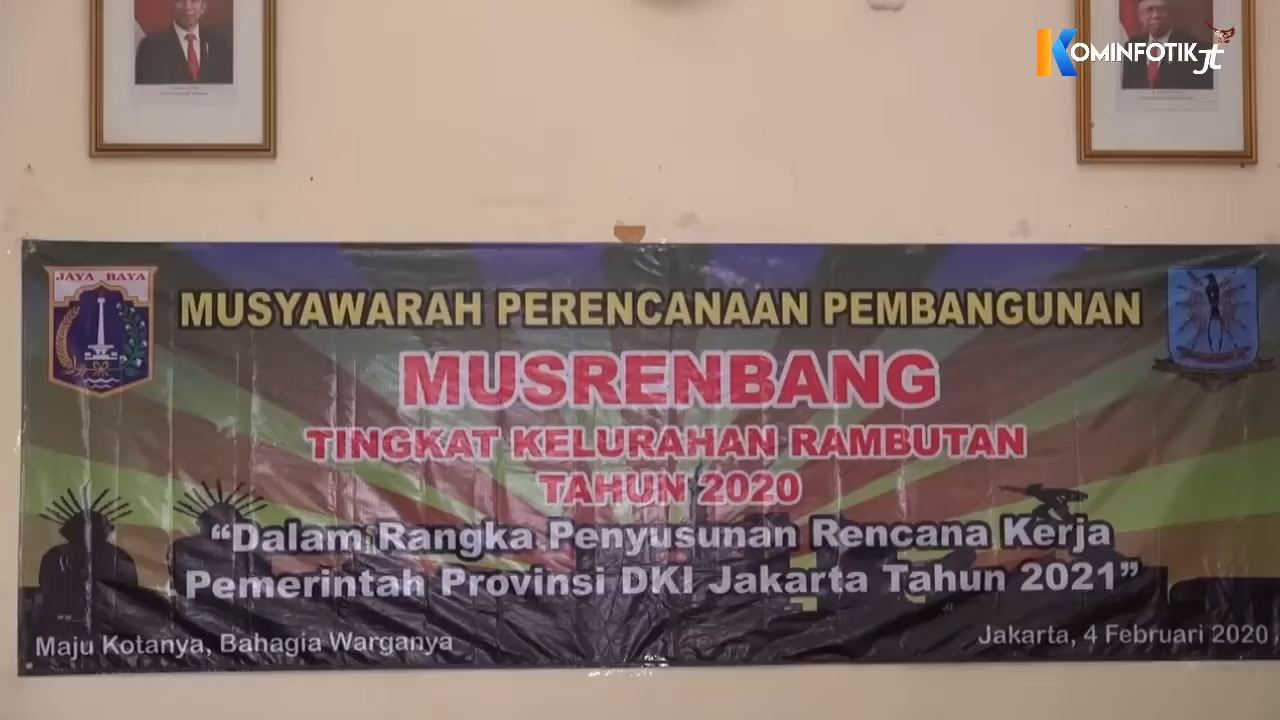 KOMINFOTIK JT
JAYA RAYA
MUSYAWARAH PERENCANAAN PEMBANGUNAN
MUSRENBANG
TINGKAT KELURAHAN RAMBUTAN
TAHUN 2020
“Dalam Rangka Penyusunan Rencana Kerja
Pemerintah Provinsi DKI Jakarta Tahun 2021”
Maju Kotanya, Bahagia Warganya
Jakarta, 4 Februari 2020